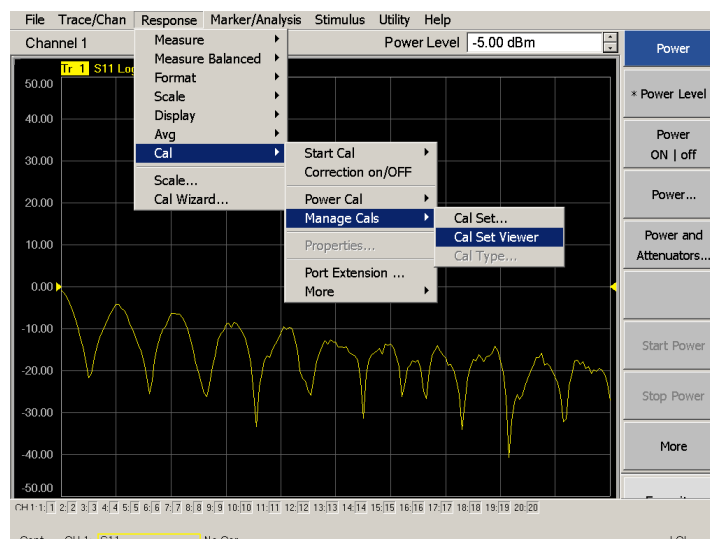 File Trace/Chan Response Marker/Analysis Stimulus Utility Help
Channel 1 Power Level -5.00 dBm
Tr 1 S11
Measure
Measure Balanced
Format
Scale
Display
Avg
Cal
Scale...
Cal Wizard...
Start Cal
Correction on/OFF
Power Cal
Manage Cals
Properties...
Port Extension ...
More
Cal Set...
Cal Set Viewer
Cal Type...
50.00
40.00
30.00
20.00
10.00
0.00
-10.00
-20.00
-30.00
-40.00
-50.00
Power
* Power Level
Power
ON | off
Power...
Power and
Attenuators...
Start Power
Stop Power
More
CH1: 1: 1 2: 2 3: 3 4: 4 5: 5 6: 6 7: 7 8: 8 9: 9 10:10 11:11 12:12 13:13 14:14 15:15 16:16 17:17 18:18 19:19 20:20